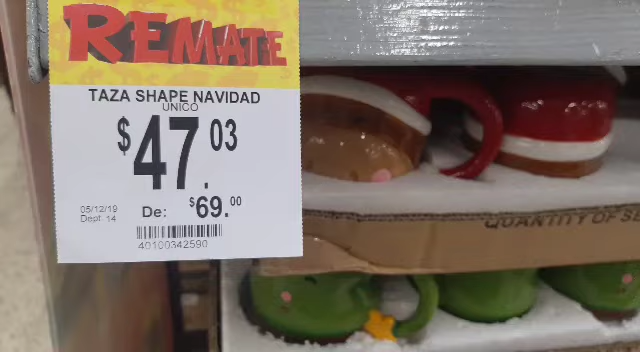 REMATE
TAZA SHAPE NAVIDAD
UNICO
$47.03
05/12/19
Dept 14
De: $69.00
40100342590
QUANTITY OF